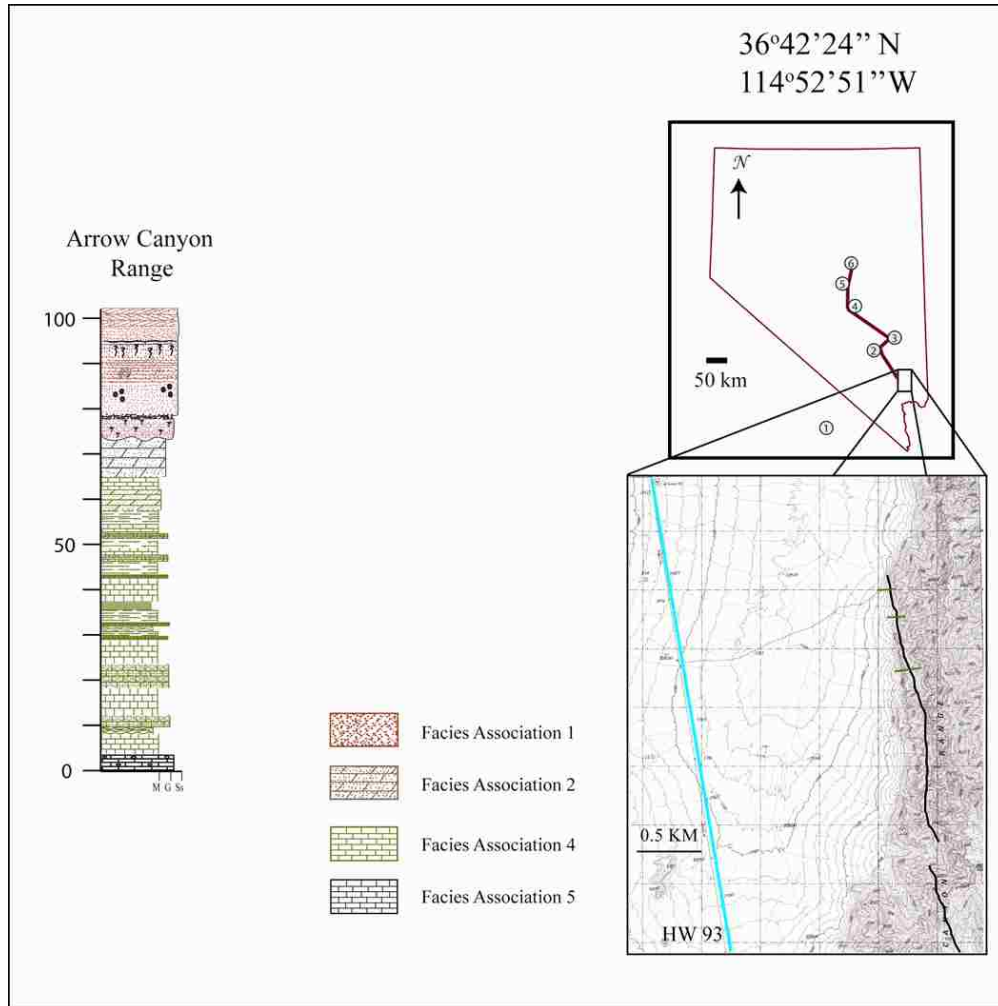 36°42’24’’ N
114°52’51’’W
N
6
5
4
3
2
50 km
1
Arrow Canyon
Range
100
50
0
M G Ss
Facies Association 1
Facies Association 2
Facies Association 4
Facies Association 5
0.5 KM
HW 93
RANGE
CANYON